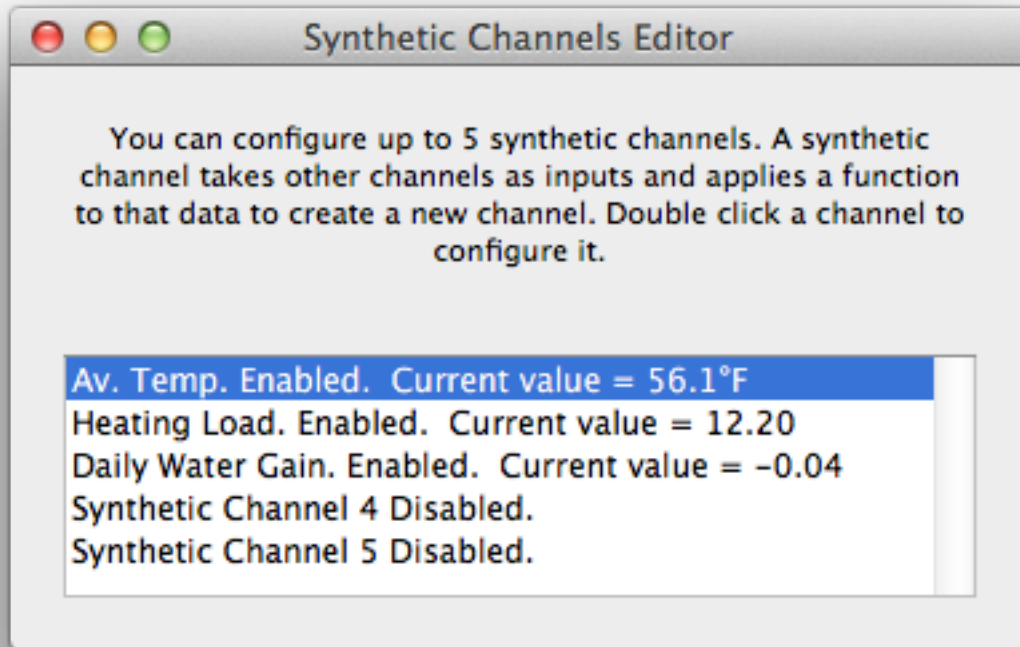 Synthetic Channels Editor
You can configure up to 5 synthetic channels. A synthetic
channel takes other channels as inputs and applies a function
to that data to create a new channel. Double click a channel to
configure it.
Av. Temp. Enabled.  Current value = 56.1°F
Heating Load. Enabled.  Current value = 12.20
Daily Water Gain. Enabled.  Current value = -0.04
Synthetic Channel 4 Disabled.
Synthetic Channel 5 Disabled.